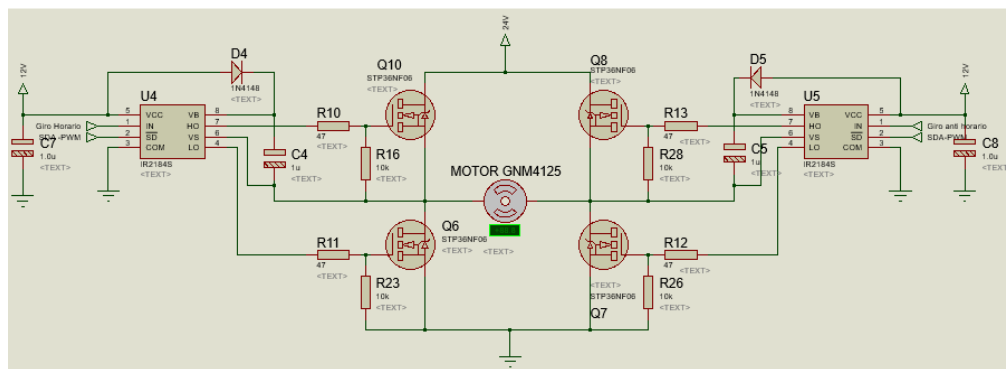 24V
12V
D4
1N4148
<TEXT>
Q10
STP36NF06
<TEXT>
Q8
STP36NF06
<TEXT>
D5
1N4148
<TEXT>
12V
U4
5 VCC VB 8
1 IN HO 7
2 SD VS 6
3 COM LO 4
IR2184S
<TEXT>
Giro Horario
SDA-PWM
C7
1.0u
<TEXT>
R10
47
<TEXT>
C4
1u
<TEXT>
R16
10k
<TEXT>
MOTOR GNM4125
<TEXT>
R13
47
<TEXT>
R28
10k
<TEXT>
C5
1u
<TEXT>
U5
8 VB VCC 5
7 HO IN 1
6 VS SD 2
4 LO COM 3
IR2184S
<TEXT>
Giro anti horario
SDA-PWM
C8
1.0u
<TEXT>
Q6
STP36NF06
<TEXT>
R11
47
<TEXT>
R23
10k
<TEXT>
R12
47
<TEXT>
<TEXT>
STP36NF06
Q7
R26
10k
<TEXT>